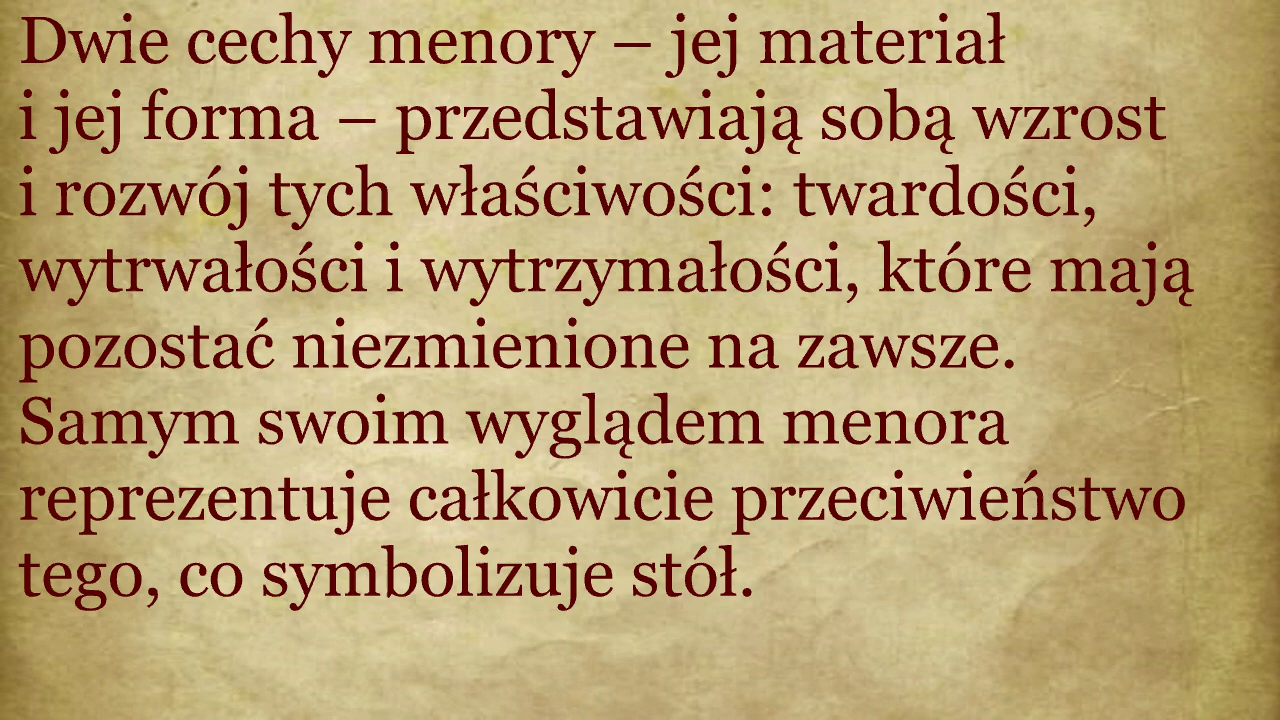 Dwie cechy menory – jej materiał
i jej forma – przedstawiają sobą wzrost
i rozwój tych właściwości: twardości,
wytrwałości i wytrzymałości, które mają
pozostać niezmienione na zawsze.
Samym swoim wyglądem menora
reprezentuje całkowicie przeciwieństwo
tego, co symbolizuje stół.